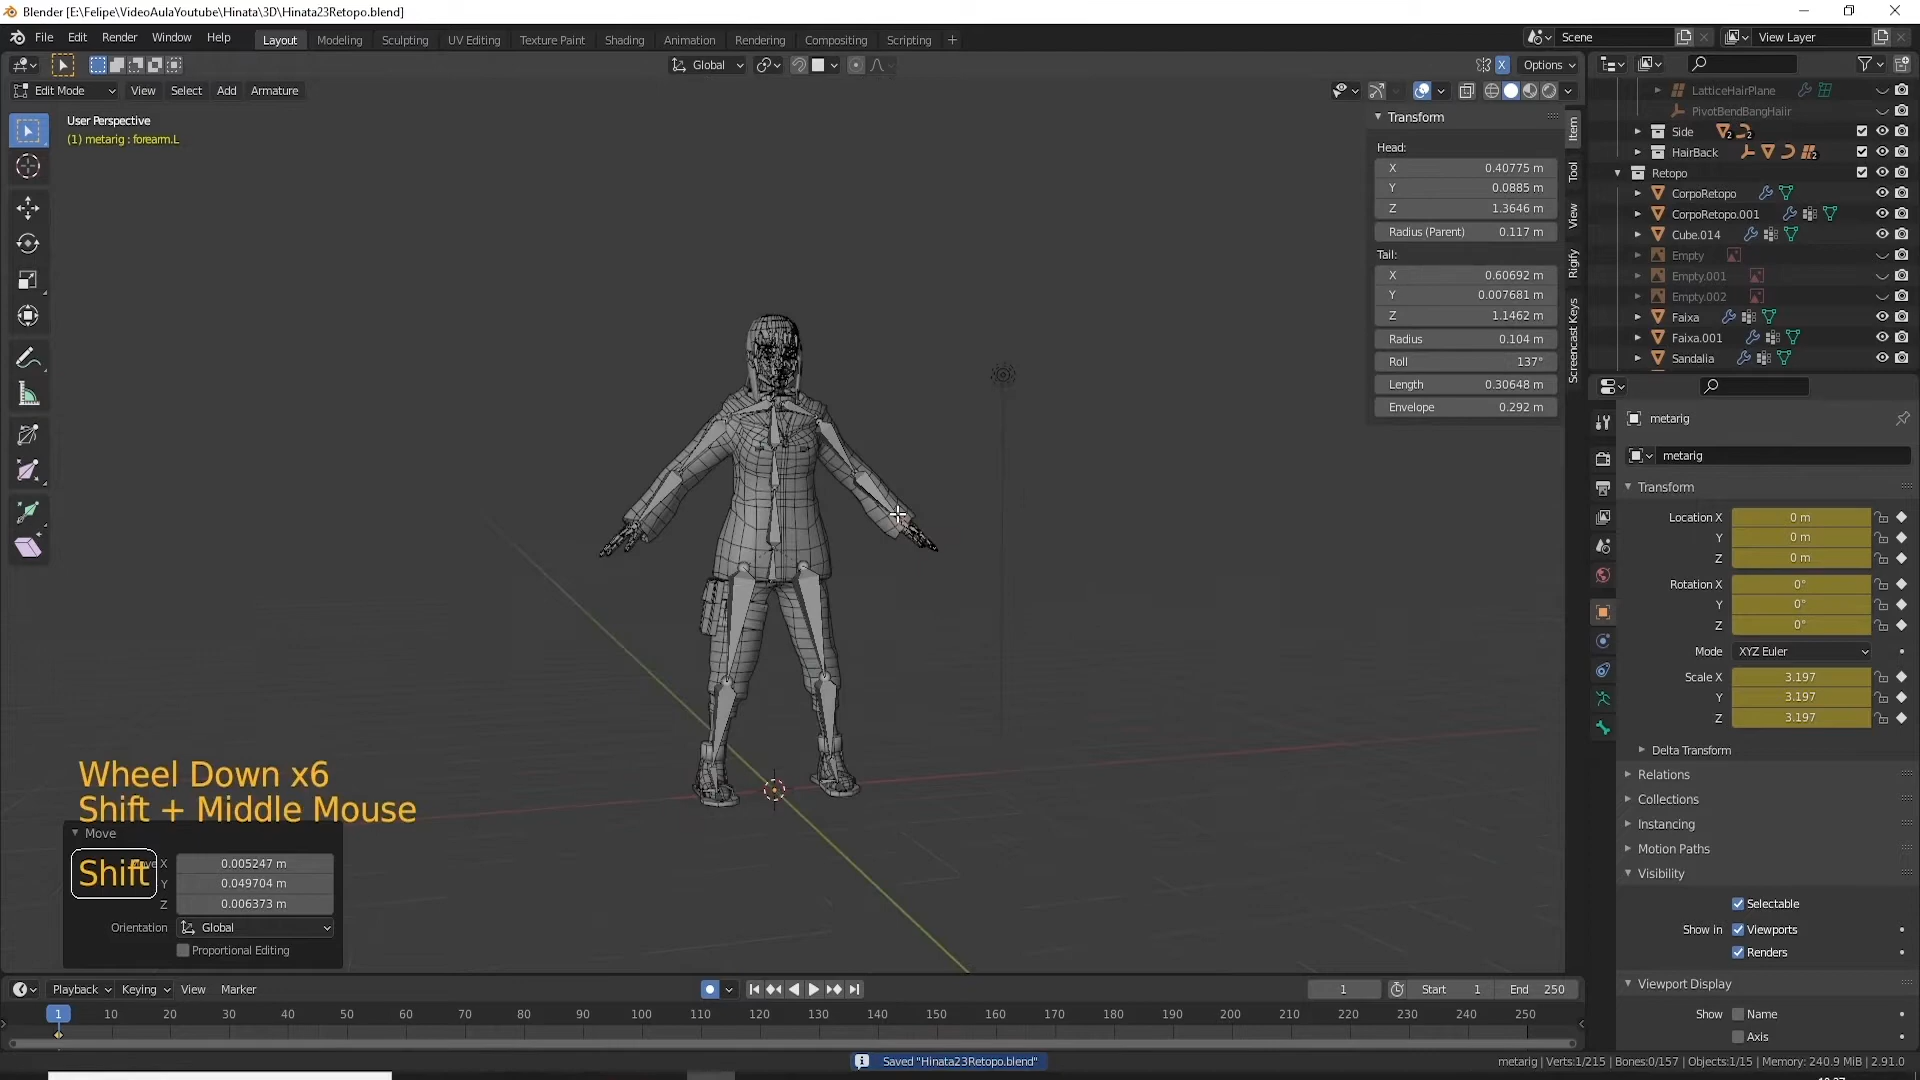 Blender [E:\Felipe\VideoAulaYoutube\Hinata\3D\Hinata23Retopo.blend]
File Edit Render Window Help
Layout Modeling Sculpting UV Editing Texture Paint Shading Animation Rendering Compositing Scripting +
Scene
View Layer
Global
X
Options
Edit Mode View Select Add Armature
User Perspective
(1) metarig : forearm.L
Transform
Head:
X 0.40775 m
Y 0.0885 m
Z 1.3646 m
Radius (Parent) 0.117 m
Tail:
X 0.60692 m
Y 0.007681 m
Z 1.1462 m
Radius 0.104 m
Roll 137°
Length 0.30648 m
Envelope 0.292 m
Item
Tool
View
Rigify
Screencast Keys
LatticeHairPlane
PivotBendBangHaiir
Side 2 2
HairBack 2
Retopo
CorpoRetopo
CorpoRetopo.001
Cube.014
Empty
Empty.001
Empty.002
Faixa
Faixa.001
Sandalia
metarig
metarig
Transform
Location X 0 m
Y 0 m
Z 0 m
Rotation X 0°
Y 0°
Z 0°
Mode XYZ Euler
Scale X 3.197
Y 3.197
Z 3.197
Delta Transform
Relations
Collections
Instancing
Motion Paths
Visibility
Selectable
Show in Viewports
Renders
Viewport Display
Show Name
Axis
Wheel Down x6
Shift + Middle Mouse
Shift
Move
X 0.005247 m
Y 0.049704 m
Z 0.006373 m
Orientation Global
Proportional Editing
Playback Keying View Marker
1 Start 1 End 250
1 10 20 30 40 50 60 70 80 90 100 110 120 130 140 150 160 170 180 190 200 210 220 230 240 250
Saved "Hinata23Retopo.blend"
metarig | Verts:1/215 | Bones:0/157 | Objects:1/15 | Memory: 240.9 MiB | 2.91.0